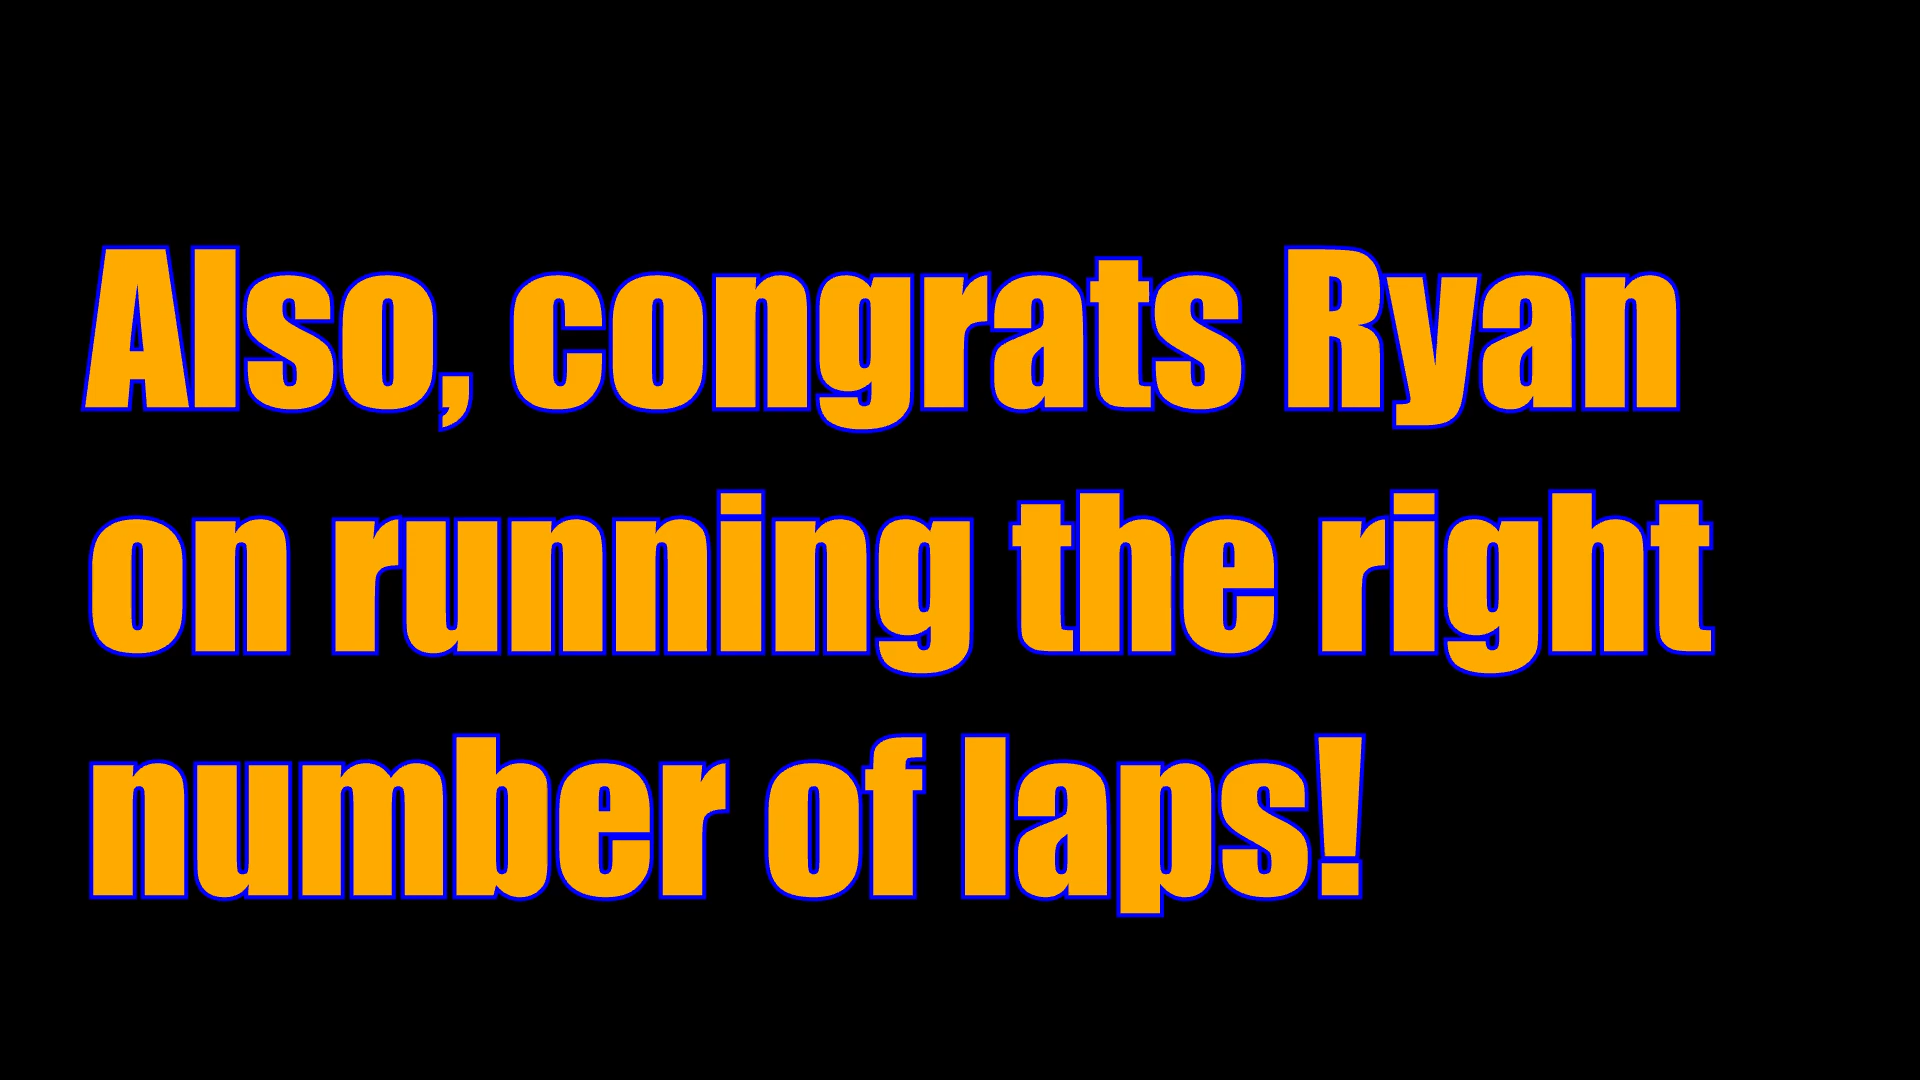 Also, congrats Ryan
on running the right
number of laps!